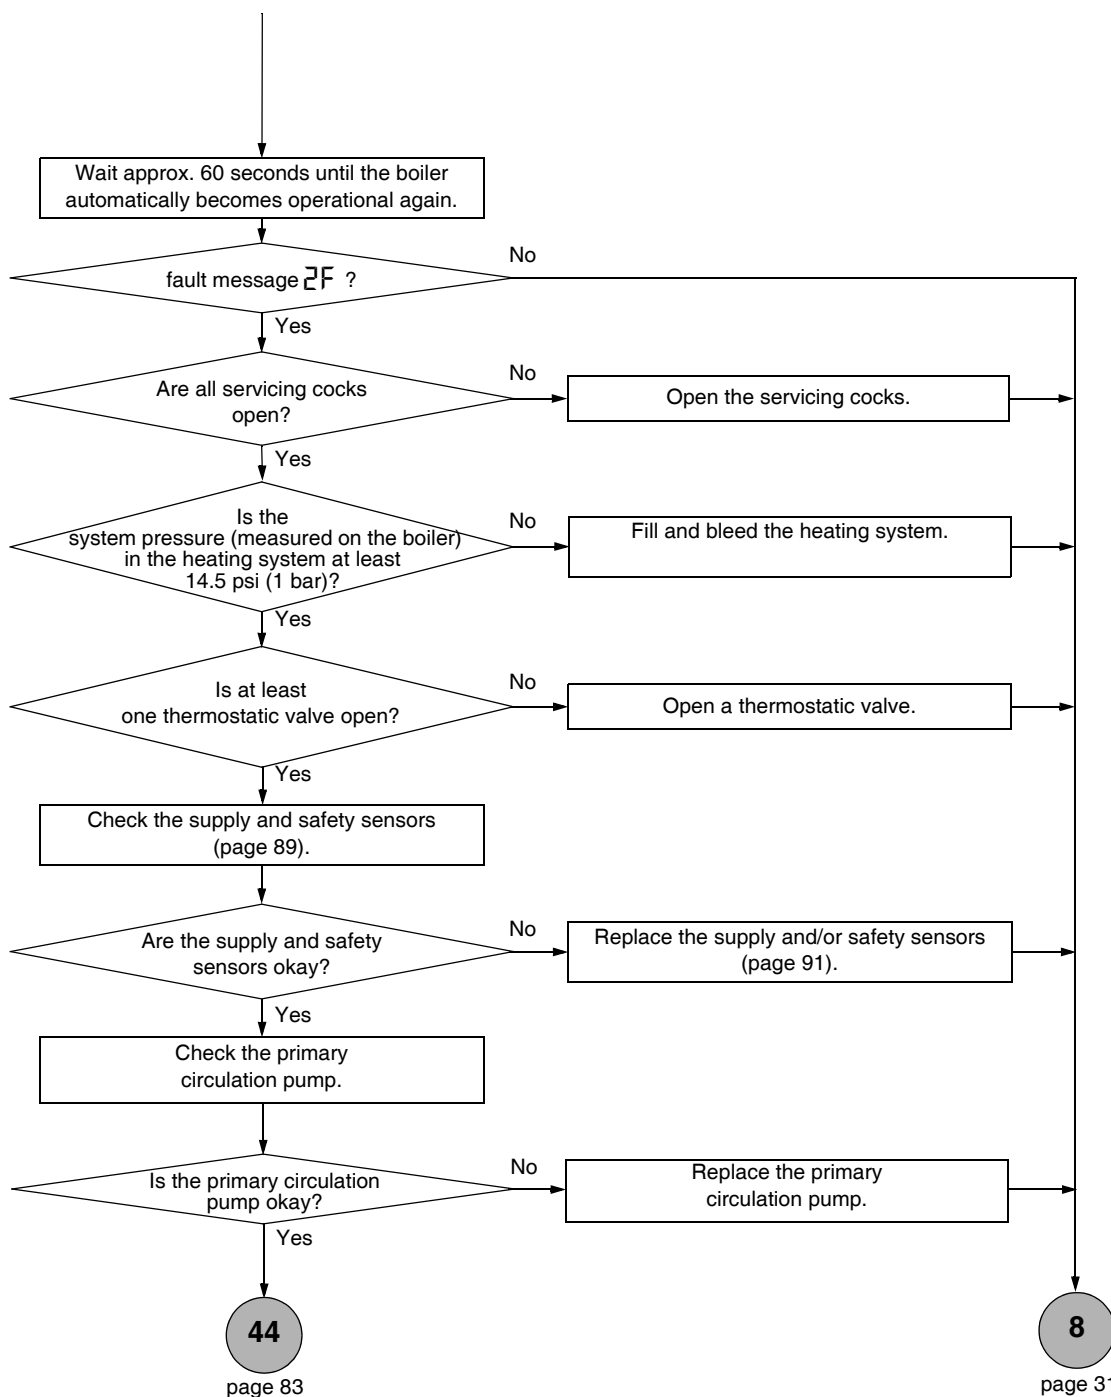 Wait approx. 60 seconds until the boiler
automatically becomes operational again.
No
fault message 2F ?
Yes
Are all servicing cocks
open?
No
Open the servicing cocks.
Yes
Is the
system pressure (measured on the boiler)
in the heating system at least
14.5 psi (1 bar)?
No
Fill and bleed the heating system.
Yes
Is at least
one thermostatic valve open?
No
Open a thermostatic valve.
Yes
Check the supply and safety sensors
(page 89).
Are the supply and safety
sensors okay?
No
Replace the supply and/or safety sensors
(page 91).
Yes
Check the primary
circulation pump.
Is the primary circulation
pump okay?
No
Replace the primary
circulation pump.
Yes
44
page 83
8
page 31